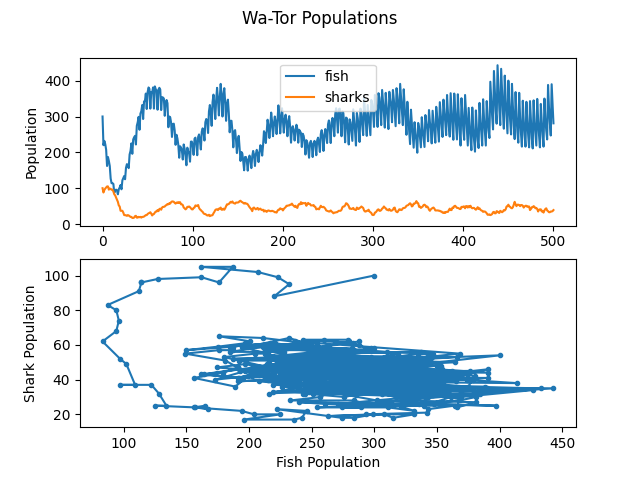 Wa-Tor Populations
fish
sharks
Population
400
300
200
100
0
0 100 200 300 400 500
Shark Population
100
80
60
40
20
100 150 200 250 300 350 400 450
Fish Population